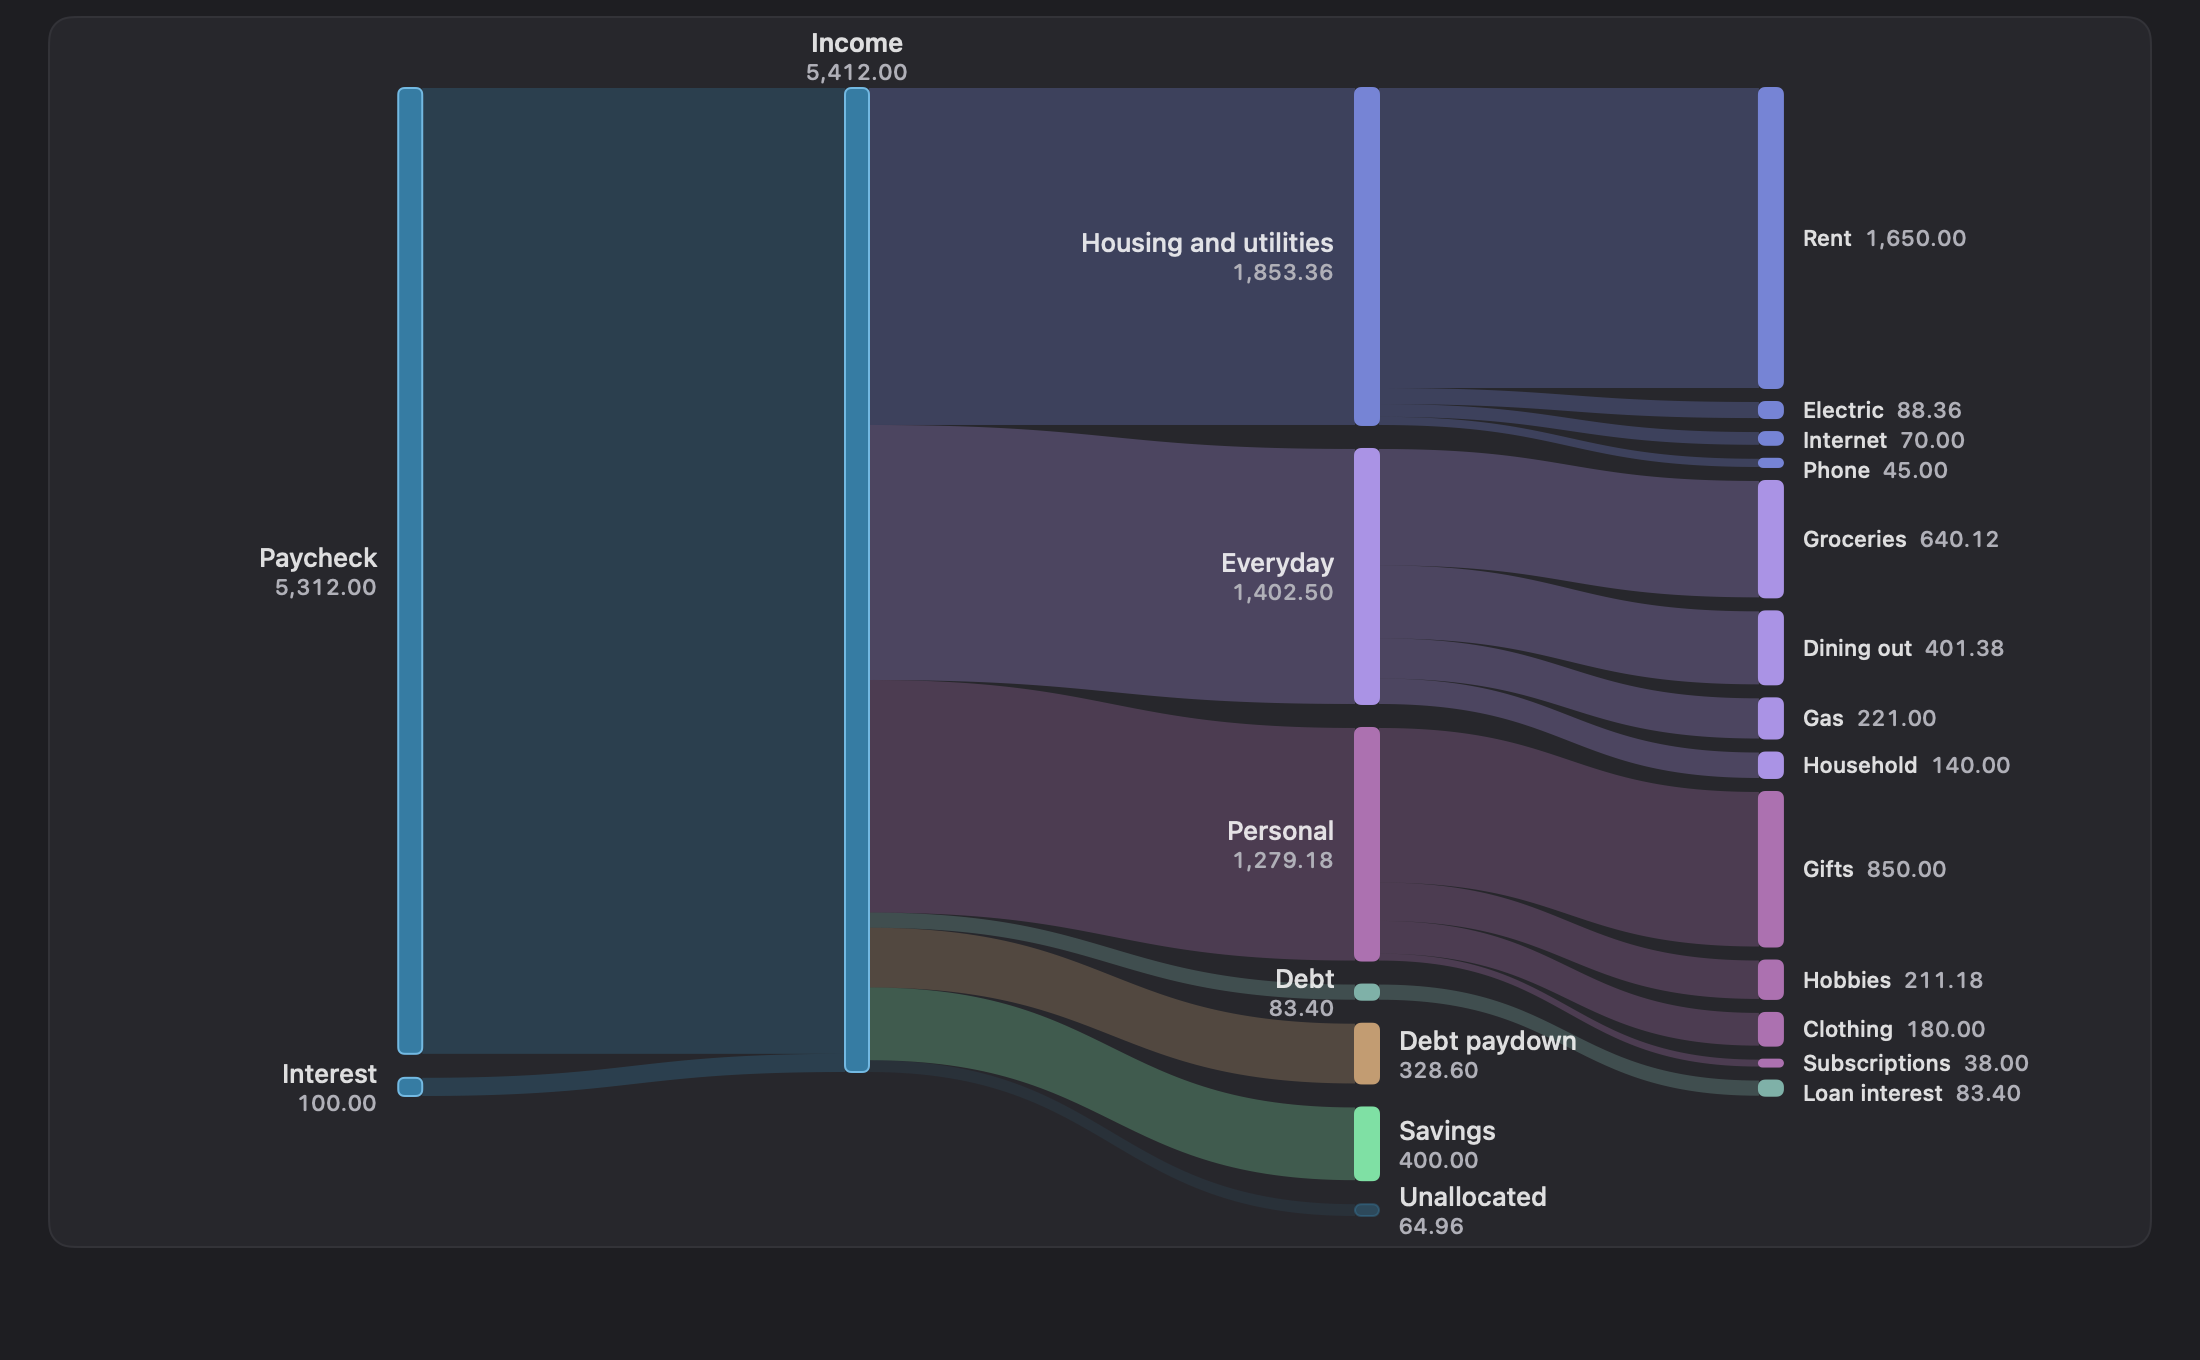 Income
5,412.00
Paycheck
5,312.00
Interest
100.00
Housing and utilities
1,853.36
Everyday
1,402.50
Personal
1,279.18
Debt
83.40
Debt paydown
328.60
Savings
400.00
Unallocated
64.96
Rent 1,650.00
Electric 88.36
Internet 70.00
Phone 45.00
Groceries 640.12
Dining out 401.38
Gas 221.00
Household 140.00
Gifts 850.00
Hobbies 211.18
Clothing 180.00
Subscriptions 38.00
Loan interest 83.40